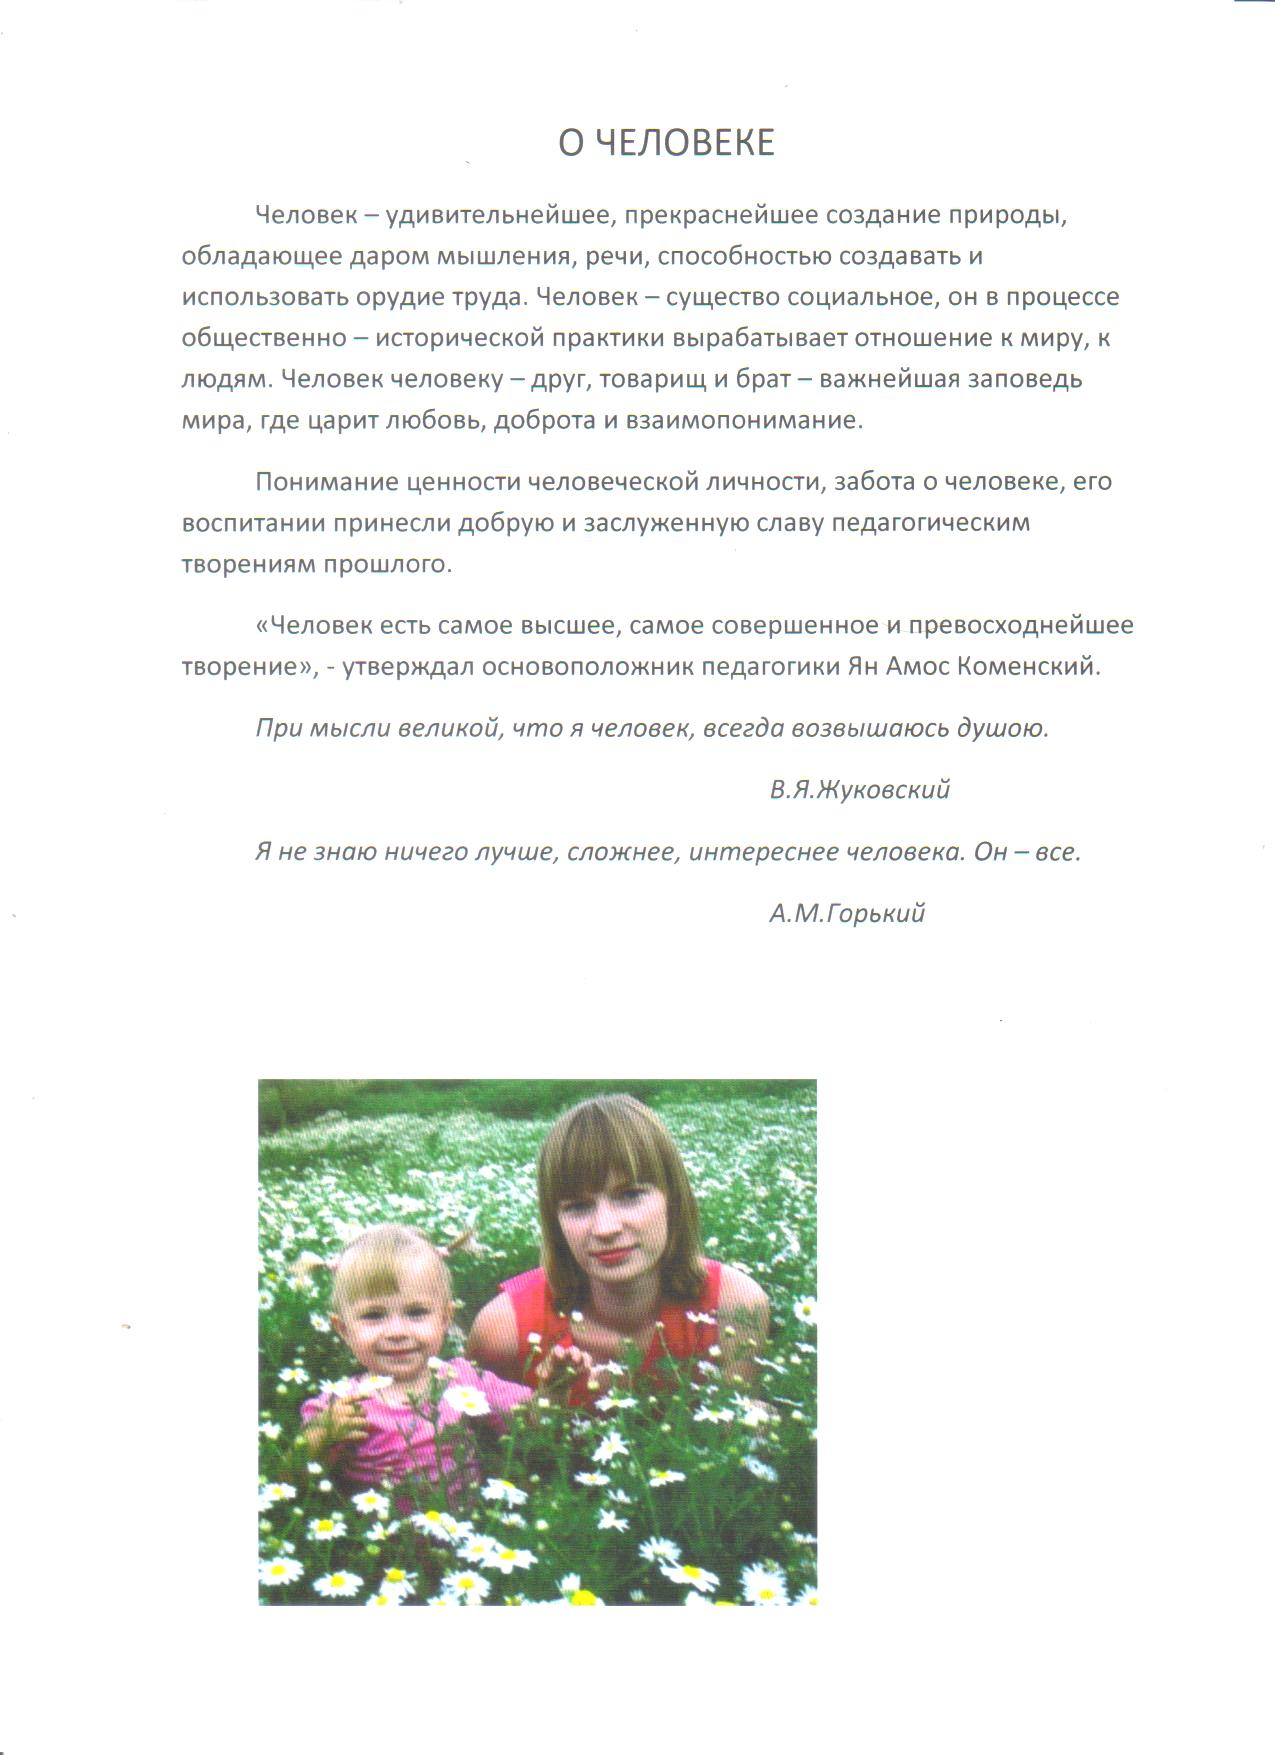 О ЧЕЛОВЕКЕ
Человек – удивительнейшее, прекраснейшее создание природы,
обладающее даром мышления, речи, способностью создавать и
использовать орудие труда. Человек – существо социальное, он в процессе
общественно – исторической практики вырабатывает отношение к миру, к
людям. Человек человеку – друг, товарищ и брат – важнейшая заповедь
мира, где царит любовь, доброта и взаимопонимание.
Понимание ценности человеческой личности, забота о человеке, его
воспитании принесли добрую и заслуженную славу педагогическим
творениям прошлого.
«Человек есть самое высшее, самое совершенное и превосходнейшее
творение», - утверждал основоположник педагогики Ян Амос Коменский.
При мысли великой, что я человек, всегда возвышаюсь душою.
В.Я.Жуковский
Я не знаю ничего лучше, сложнее, интереснее человека. Он – все.
А.М.Горький